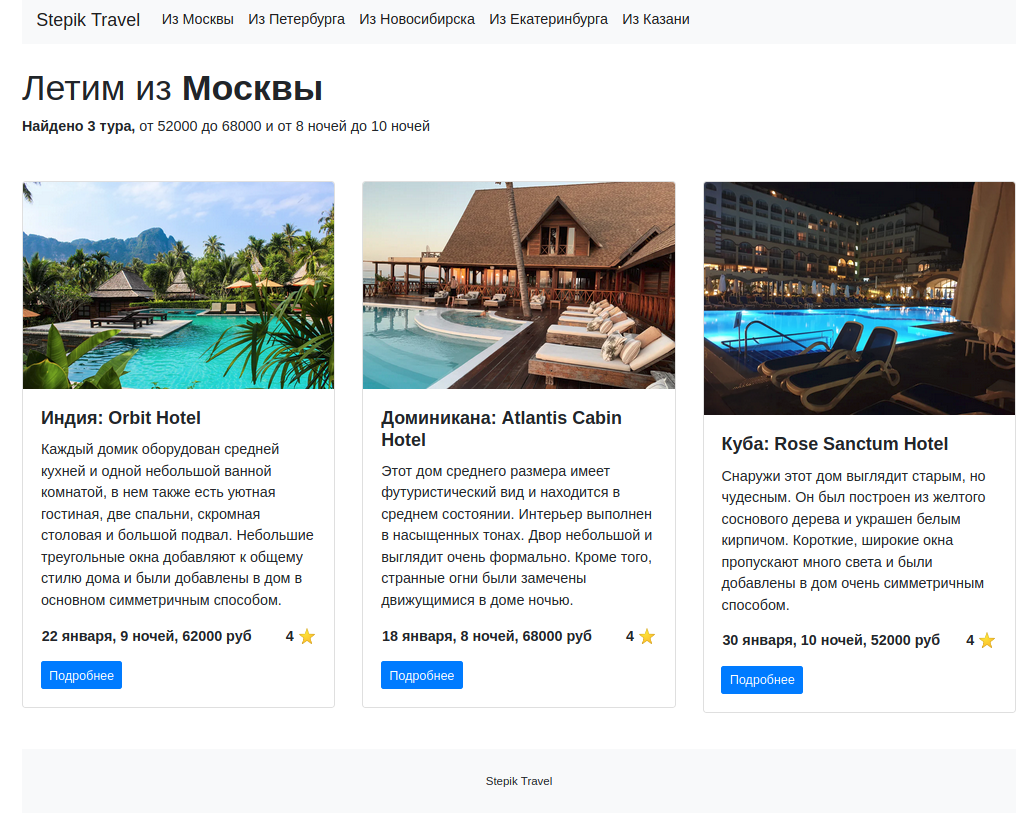 Stepik Travel Из Москвы Из Петербурга Из Новосибирска Из Екатеринбурга Из Казани
Летим из Москвы
Найдено 3 тура, от 52000 до 68000 и от 8 ночей до 10 ночей
Индия: Orbit Hotel
Каждый домик оборудован средней
кухней и одной небольшой ванной
комнатой, в нем также есть уютная
гостиная, две спальни, скромная
столовая и большой подвал. Небольшие
треугольные окна добавляют к общему
стилю дома и были добавлены в дом в
основном симметричным способом.
22 января, 9 ночей, 62000 руб 4 ⭐
Подробнее
Доминикана: Atlantis Cabin
Hotel
Этот дом среднего размера имеет
футуристический вид и находится в
среднем состоянии. Интерьер выполнен
в насыщенных тонах. Двор небольшой и
выглядит очень формально. Кроме того,
странные огни были замечены
движущимися в доме ночью.
18 января, 8 ночей, 68000 руб 4 ⭐
Подробнее
Куба: Rose Sanctum Hotel
Снаружи этот дом выглядит старым, но
чудесным. Он был построен из желтого
соснового дерева и украшен белым
кирпичом. Короткие, широкие окна
пропускают много света и были
добавлены в дом очень симметричным
способом.
30 января, 10 ночей, 52000 руб 4 ⭐
Подробнее
Stepik Travel